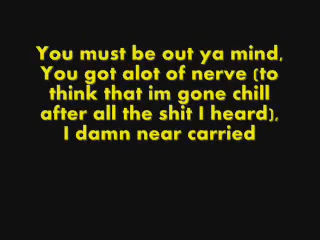 You must be out ya mind,
You got alot of nerve (to
think that im gone chill
after all the shit I heard),
I damn near carried